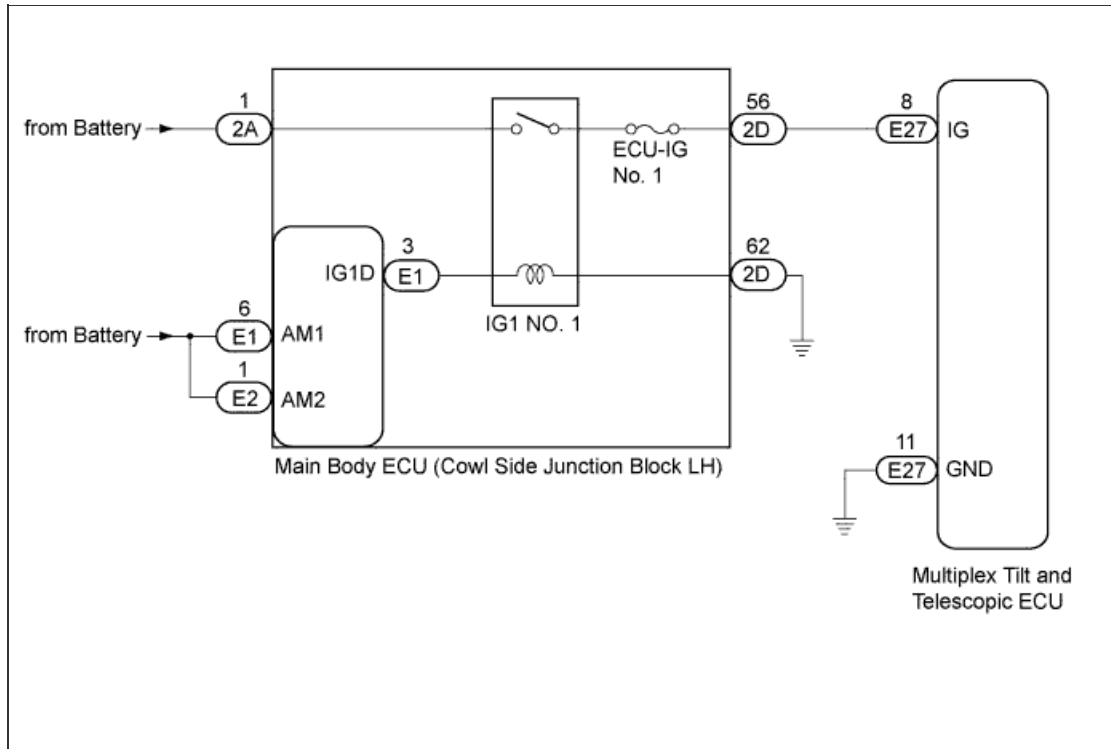 1
from Battery
2A
56
2D
8
E27
IG
ECU-IG
No. 1
IG1D
3
E1
62
2D
IG1 NO. 1
from Battery
6
E1
AM1
1
E2
AM2
Main Body ECU (Cowl Side Junction Block LH)
11
E27
GND
Multiplex Tilt and
Telescopic ECU